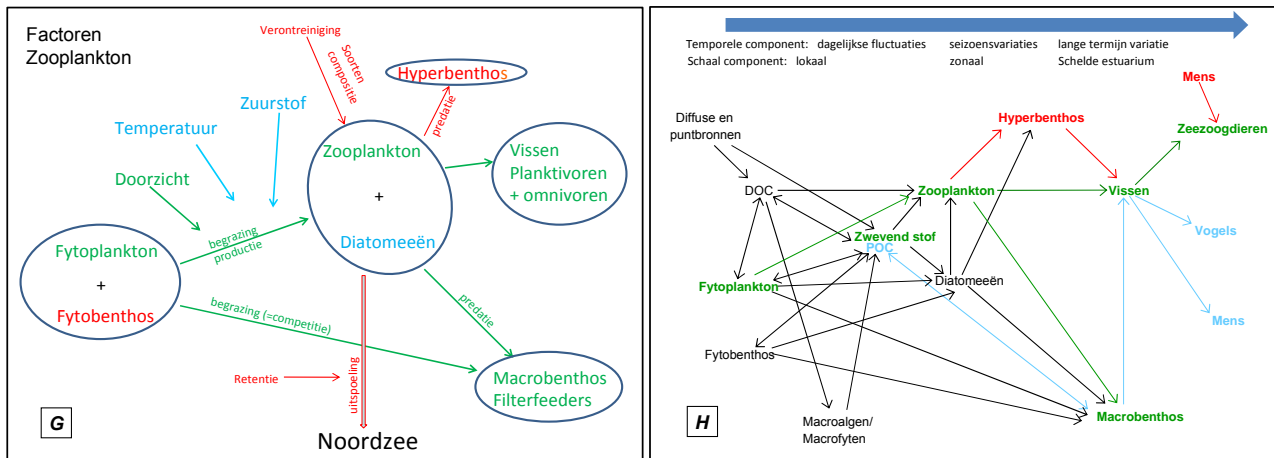 Factoren
Zooplankton
Verontreiniging
Soorten
compositie
Hyperbenthos
predatie
Zuurstof
Temperatuur
Doorzicht
Zooplankton
+
Diatomeeën
Vissen
Planktivoren
+ omnivoren
begrazing
productie
Fytoplankton
+
Fytobenthos
begrazing (=competitie)
predatie
Retentie
uitspoeling
Macrobenthos
Filterfeeders
Noordzee
G
Temporele component: dagelijkse fluctuaties seizoensvariaties lange termijn variatie
Schaal component: lokaal zonaal Schelde estuarium
Mens
Diffuse en
puntbronnen
Hyperbenthos
Zeezoogdieren
DOC
Zooplankton
Vissen
Vogels
Zwevend stof
POC
Fytoplankton
Diatomeeën
Mens
Fytobenthos
Macroalgen/
Macrofyten
Macrobenthos
H